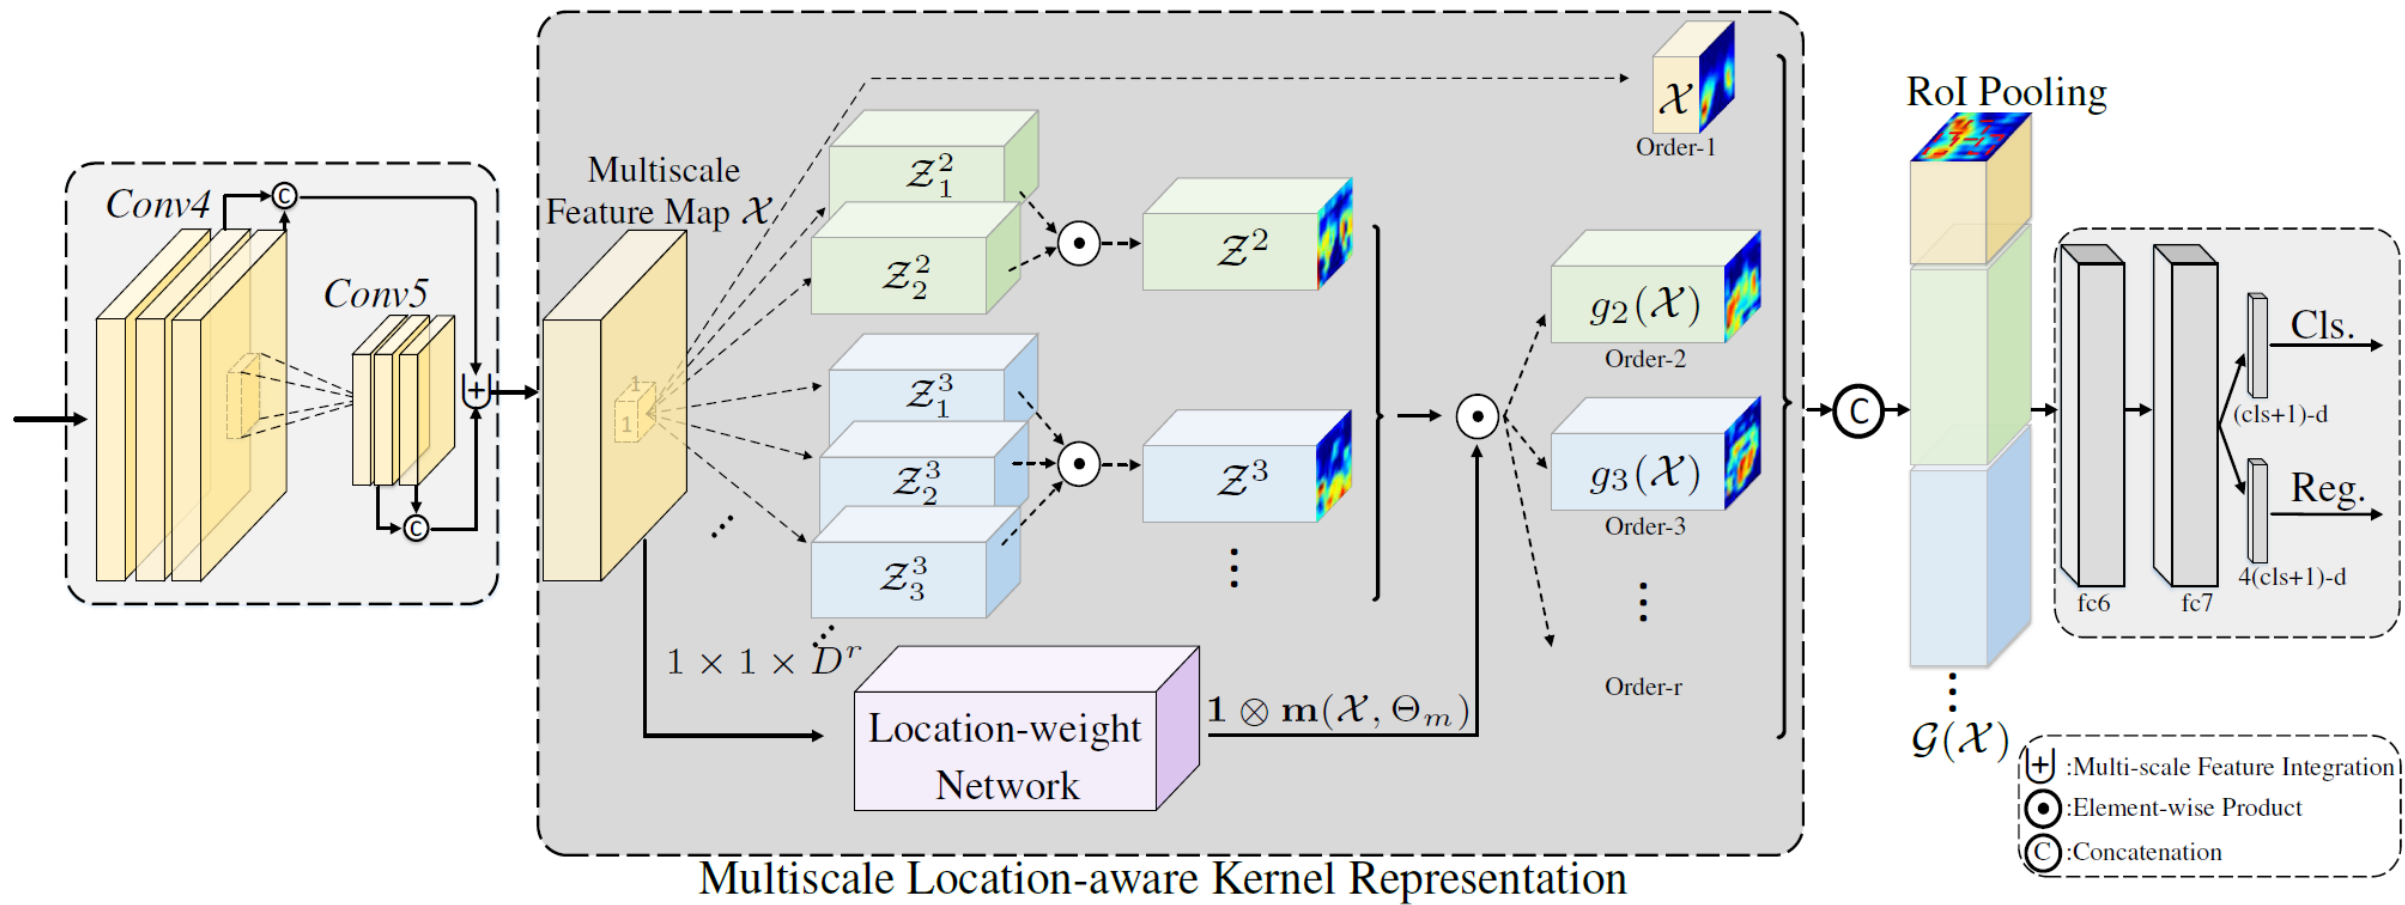 Conv4
C
Conv5
C
+
Multiscale
Feature Map 𝒳
1
1
𝒵₁²
𝒵₂²
𝒵²
𝒵₁³
𝒵₂³
𝒵₃³
𝒵³
1 × 1 × Dʳ
Location-weight
Network
𝟏 ⊗ 𝐦(𝒳, Θₘ)
𝒳
Order-1
g₂(𝒳)
Order-2
g₃(𝒳)
Order-3
Order-r
C
RoI Pooling
𝒢(𝒳)
fc6
fc7
Cls.
(cls+1)-d
Reg.
4(cls+1)-d
+ :Multi-scale Feature Integration
⊙ :Element-wise Product
C :Concatenation
Multiscale Location-aware Kernel Representation